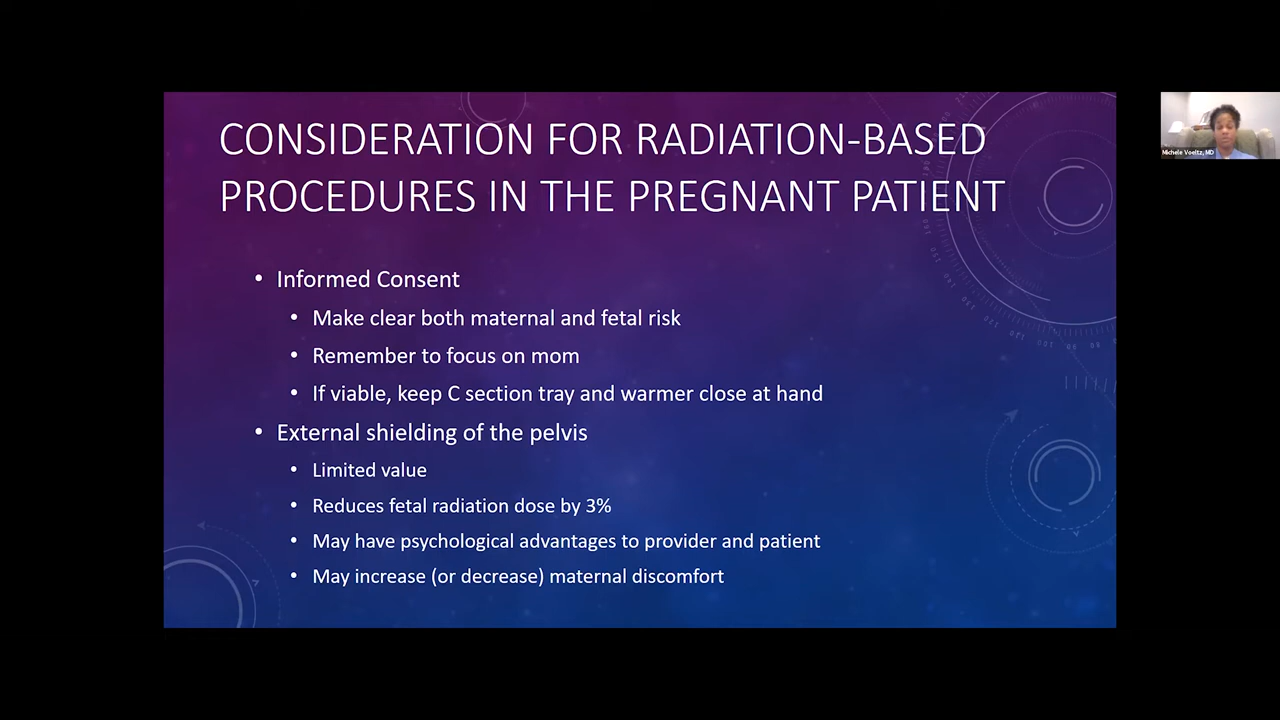 CONSIDERATION FOR RADIATION-BASED
PROCEDURES IN THE PREGNANT PATIENT
• Informed Consent
• Make clear both maternal and fetal risk
• Remember to focus on mom
• If viable, keep C section tray and warmer close at hand
• External shielding of the pelvis
• Limited value
• Reduces fetal radiation dose by 3%
• May have psychological advantages to provider and patient
• May increase (or decrease) maternal discomfort
Michele Voeltz, MD